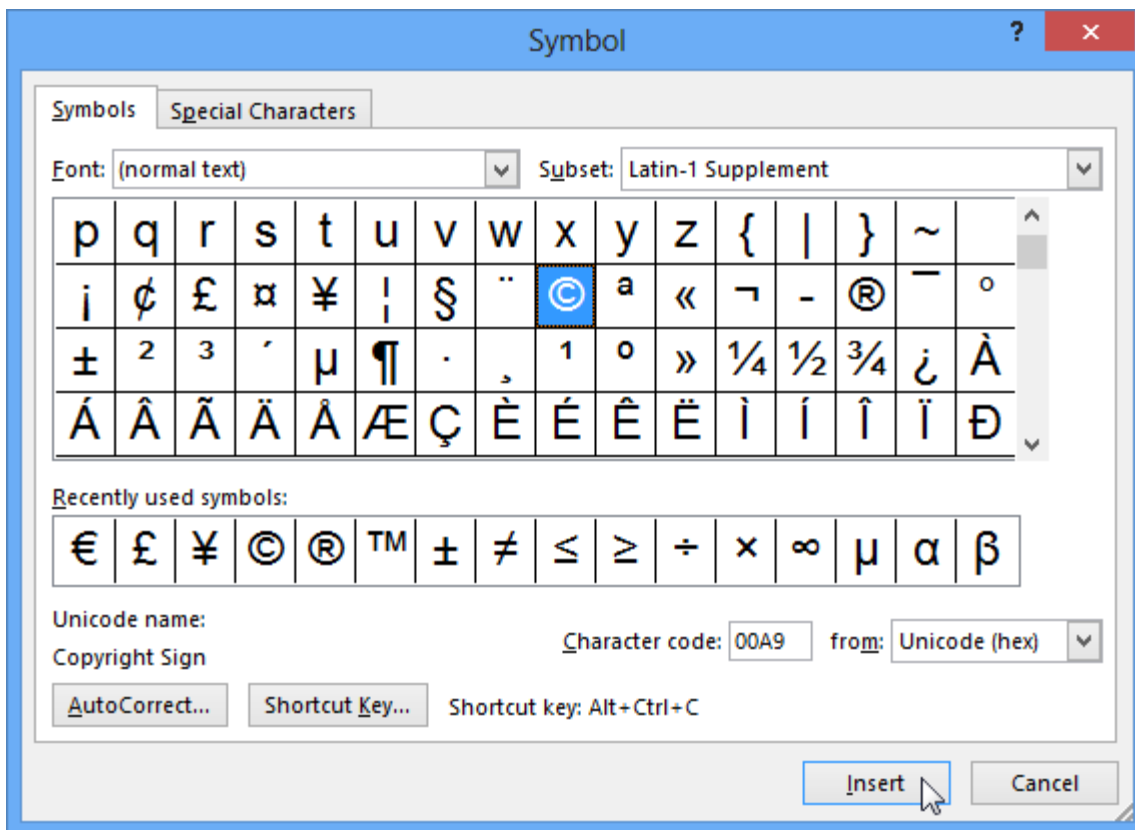 Symbol ?
Symbols Special Characters
Font: (normal text) Subset: Latin-1 Supplement
p q r s t u v w x y z { | } ~
¡ ¢ £ ¤ ¥ ¦ § ¨ © ª « ¬ - ® ¯ °
± ² ³ ´ µ ¶ · ¸ ¹ º » ¼ ½ ¾ ¿ À
Á Â Ã Ä Å Æ Ç È É Ê Ë Ì Í Î Ï Ð
Recently used symbols:
€ £ ¥ © ® ™ ± ≠ ≤ ≥ ÷ × ∞ µ α β
Unicode name:
Copyright Sign
Character code: 00A9 from: Unicode (hex)
AutoCorrect... Shortcut Key... Shortcut key: Alt+Ctrl+C
Insert Cancel